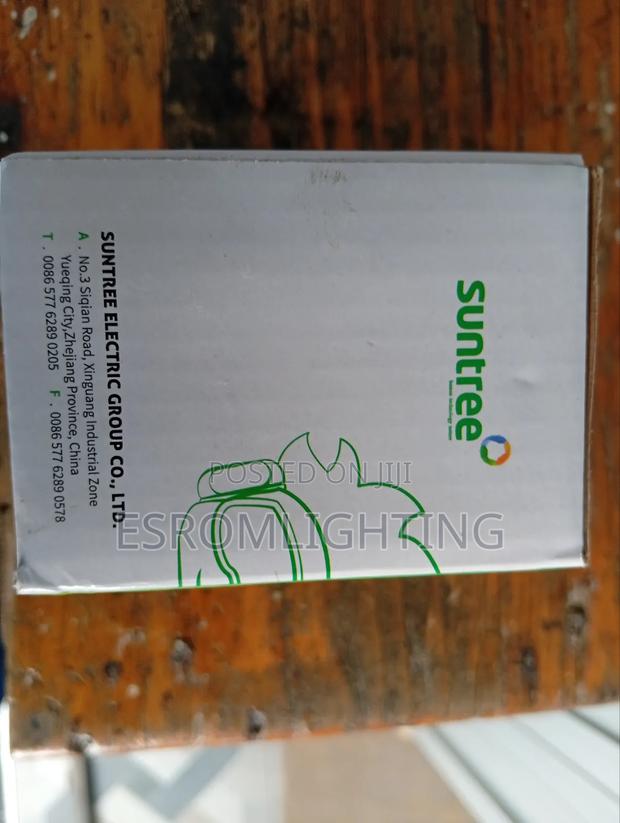 suntree
SUNTREE ELECTRIC GROUP CO., LTD.
A . No.3 Siqian Road, Xinguang Industrial Zone
Yueqing City,Zhejiang Province, China
T . 0086 577 6289 0205 F . 0086 577 6289 0578
POSTED ON JIJI
ESROMLIGHTING